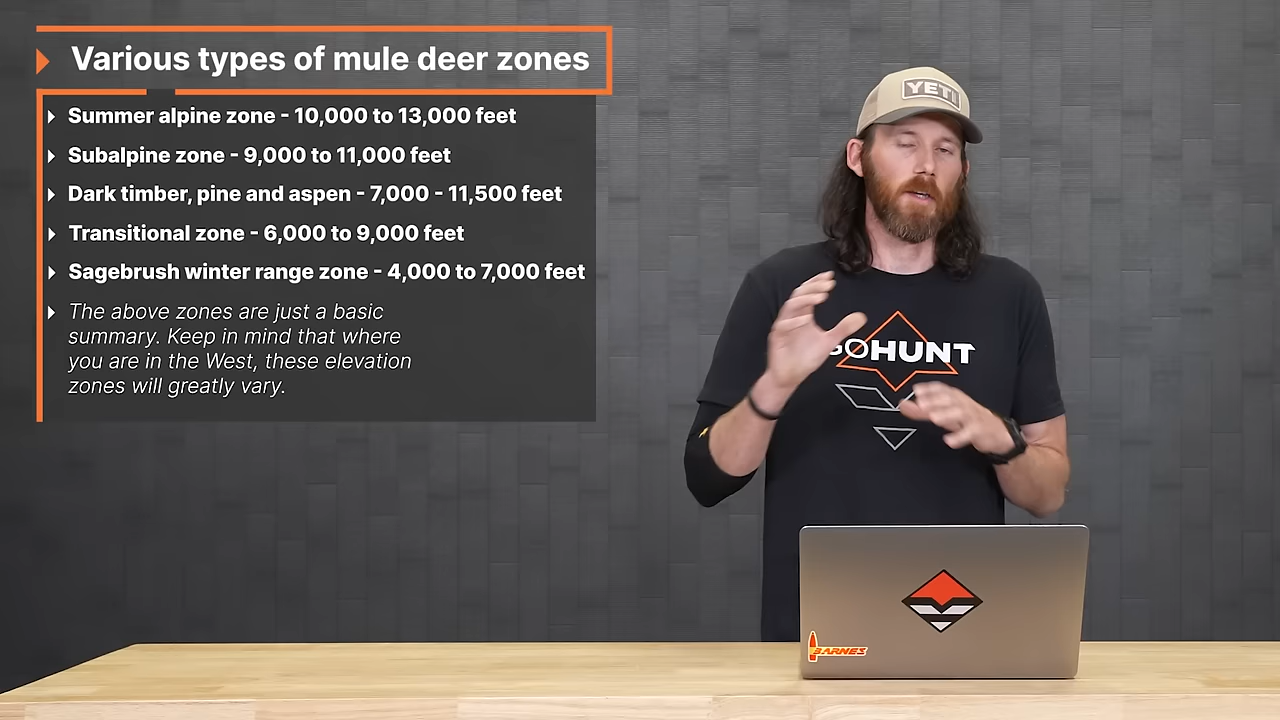 Various types of mule deer zones
Summer alpine zone - 10,000 to 13,000 feet
Subalpine zone - 9,000 to 11,000 feet
Dark timber, pine and aspen - 7,000 - 11,500 feet
Transitional zone - 6,000 to 9,000 feet
Sagebrush winter range zone - 4,000 to 7,000 feet
The above zones are just a basic
summary. Keep in mind that where
you are in the West, these elevation
zones will greatly vary.
YETI
GOHUNT
BARNES